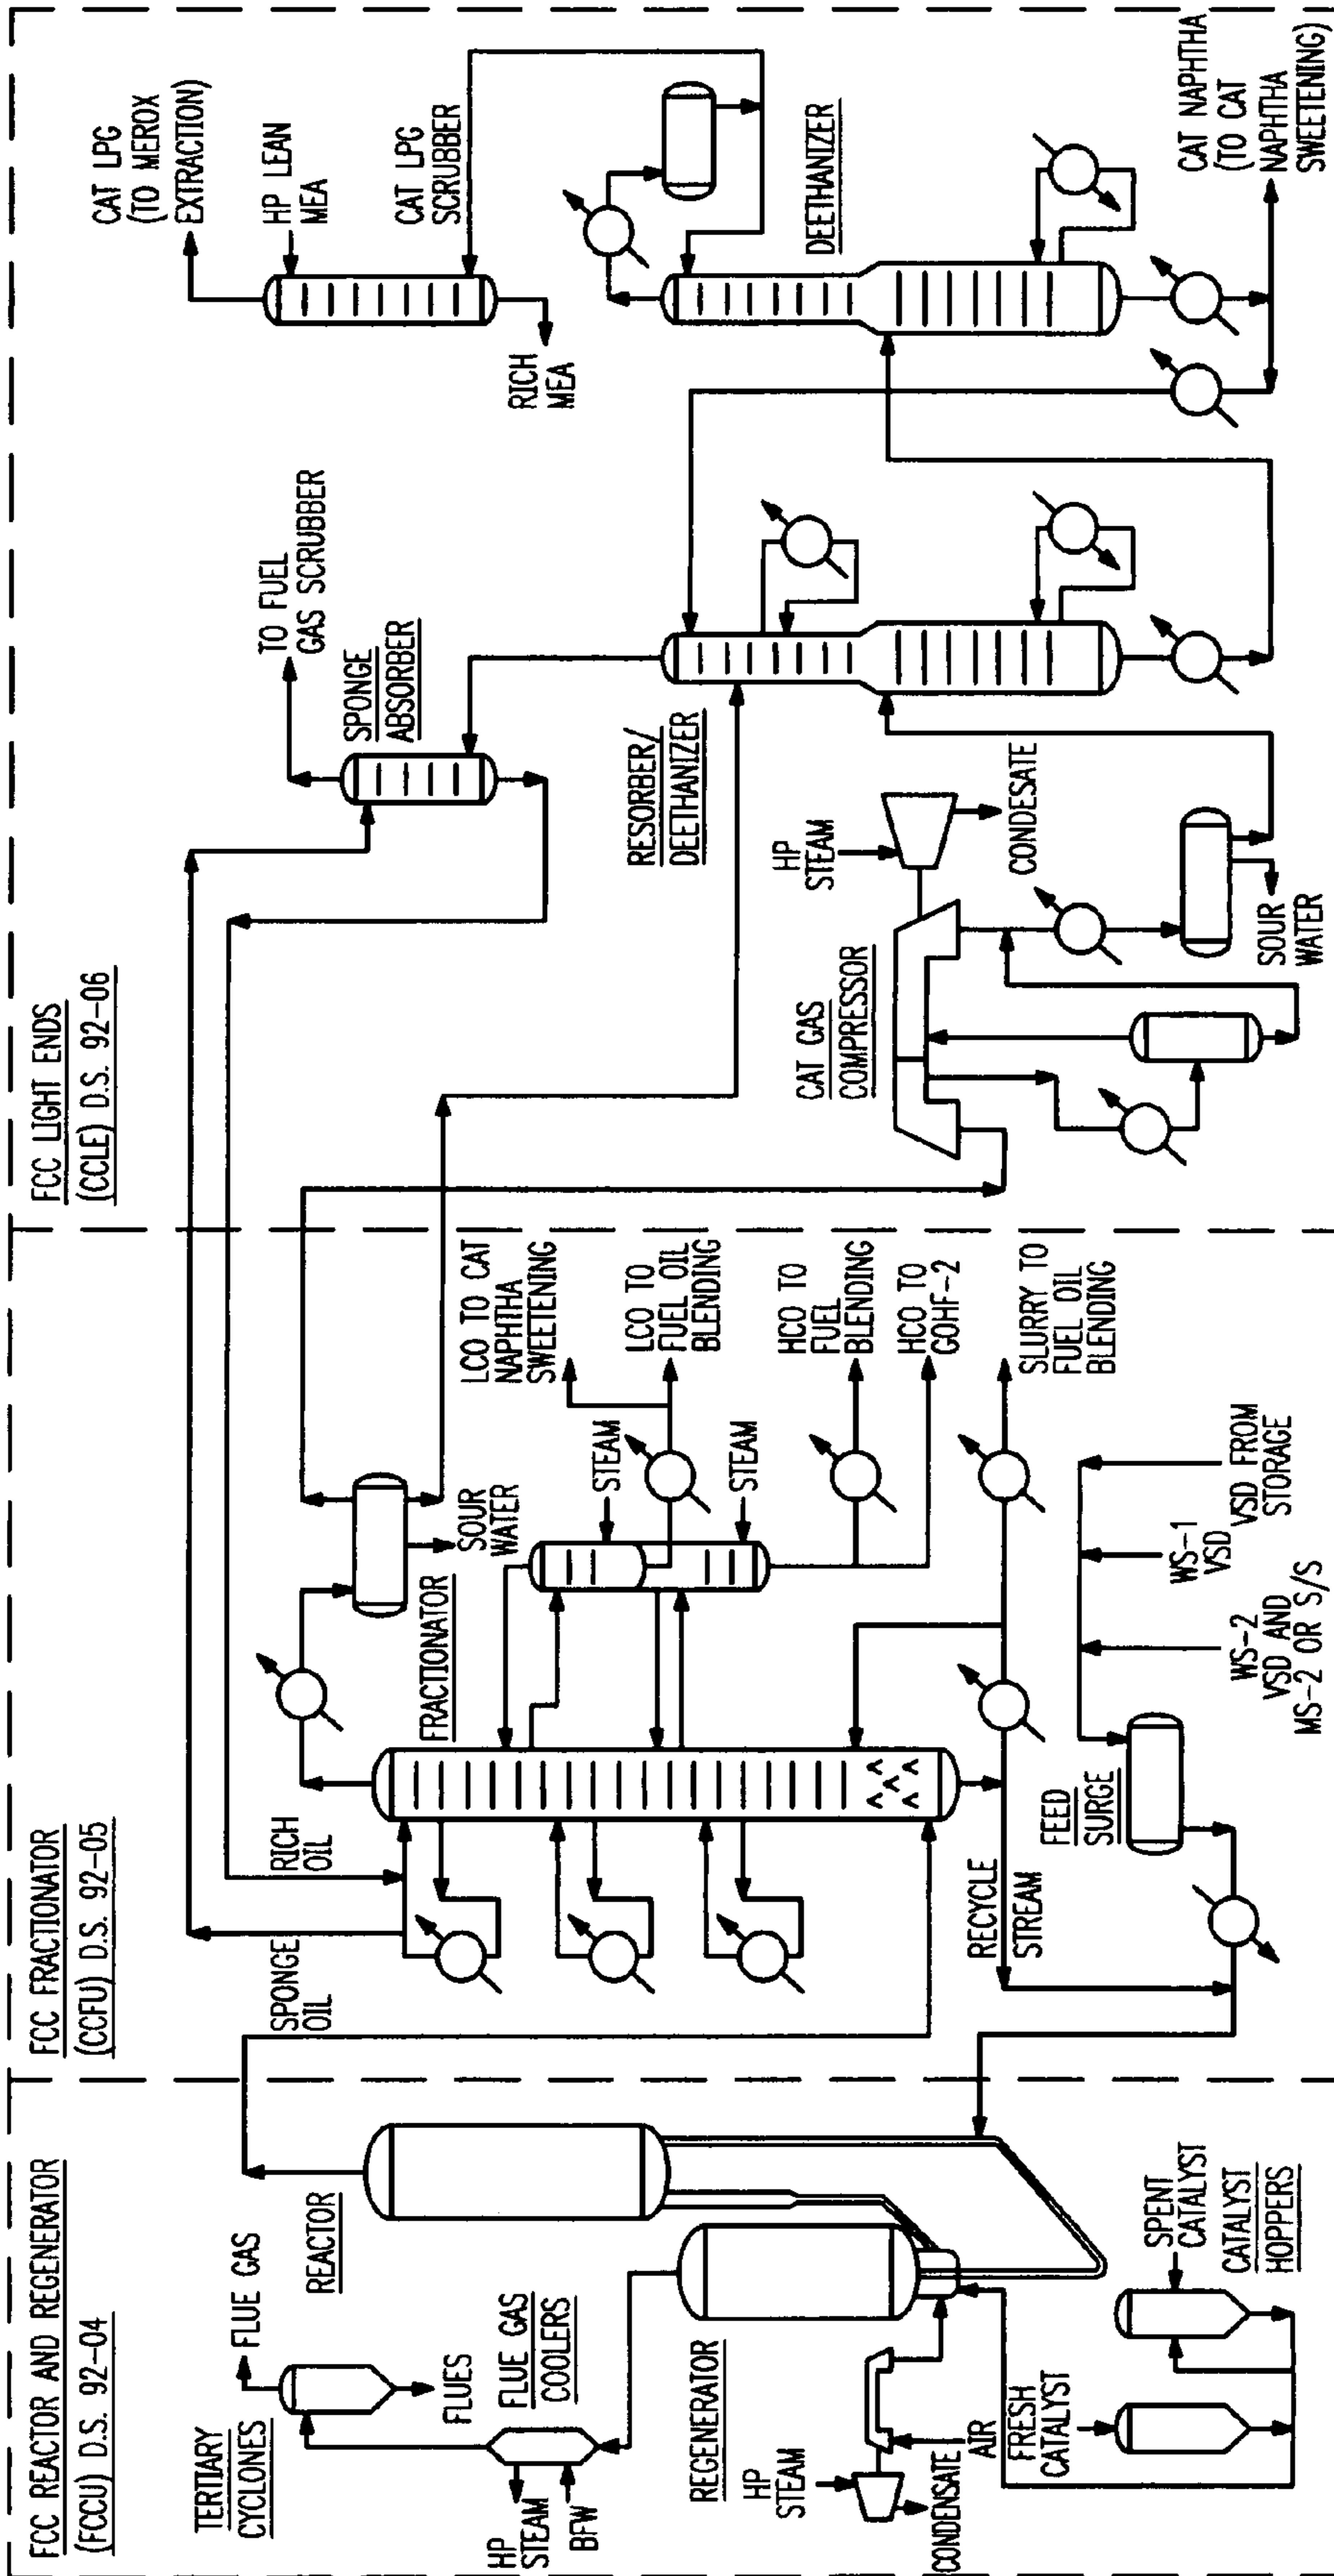 FCC REACTOR AND REGENERATOR
(FCCU) D.S. 92-04
TERTIARY
CYCLONES
FLUE GAS
FLUES
FLUE GAS
COOLERS
HP
STEAM
BFW
REACTOR
REGENERATOR
HP
STEAM
CONDENSATE
AIR
FRESH
CATALYST
SPENT
CATALYST
CATALYST
HOPPERS
FCC FRACTIONATOR
(CCFU) D.S. 92-05
SPONGE
OIL
RICH
OIL
FRACTIONATOR
SOUR
WATER
STEAM
STEAM
LCO TO CAT
NAPHTHA
SWEETENING
LCO TO
FUEL OIL
BLENDING
HCO TO
FUEL
BLENDING
HCO TO
GOHF-2
SLURRY TO
FUEL OIL
BLENDING
RECYCLE
STREAM
FEED
SURGE
WS-2
VSD AND
MS-2 OR S/S
WS-1
VSD
VSD FROM
STORAGE
FCC LIGHT ENDS
(CCLE) D.S. 92-06
TO FUEL
GAS SCRUBBER
SPONGE
ABSORBER
RESORBER/
DEETHANIZER
CAT GAS
COMPRESSOR
HP
STEAM
CONDESATE
SOUR
WATER
CAT LPG
(TO MEROX
EXTRACTION)
HP LEAN
MEA
CAT LPG
SCRUBBER
RICH
MEA
DEETHANIZER
CAT NAPHTHA
(TO CAT
NAPHTHA
SWEETENING)